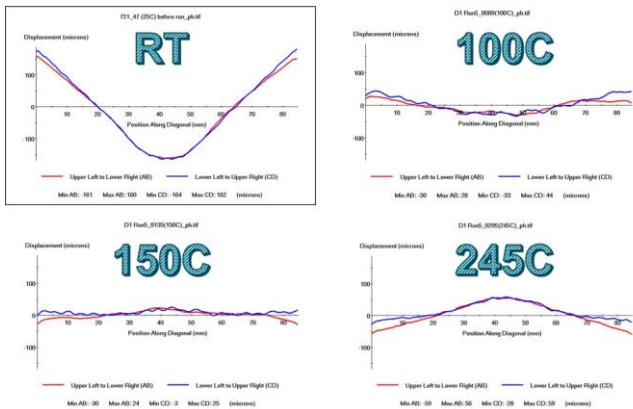 721_47 (25C) before run_ph.tif
Displacement (microns)
RT
100
0
-100
10 20 30 40 50 60 70 80
Position Along Diagonal (mm)
Upper Left to Lower Right (AB) Lower Left to Upper Right (CD)
Min AB: -161 Max AB: 160 Min CD: -164 Max CD: 182 (microns)
D1 Run5_0089(100C)_ph.tif
Displacement (microns)
100C
100
0
-100
10 20 30 40 50 60 70 80
Position Along Diagonal (mm)
Upper Left to Lower Right (AB) Lower Left to Upper Right (CD)
Min AB: -30 Max AB: 28 Min CD: -33 Max CD: 44 (microns)
D1 Run5_0135(150C)_ph.tif
Displacement (microns)
150C
100
0
-100
10 20 30 40 50 60 70 80
Position Along Diagonal (mm)
Upper Left to Lower Right (AB) Lower Left to Upper Right (CD)
Min AB: -30 Max AB: 24 Min CD: -3 Max CD: 25 (microns)
D1 Run5_0295(245C)_ph.tif
Displacement (microns)
245C
100
0
-100
10 20 30 40 50 60 70 80
Position Along Diagonal (mm)
Upper Left to Lower Right (AB) Lower Left to Upper Right (CD)
Min AB: -59 Max AB: 56 Min CD: -28 Max CD: 59 (microns)